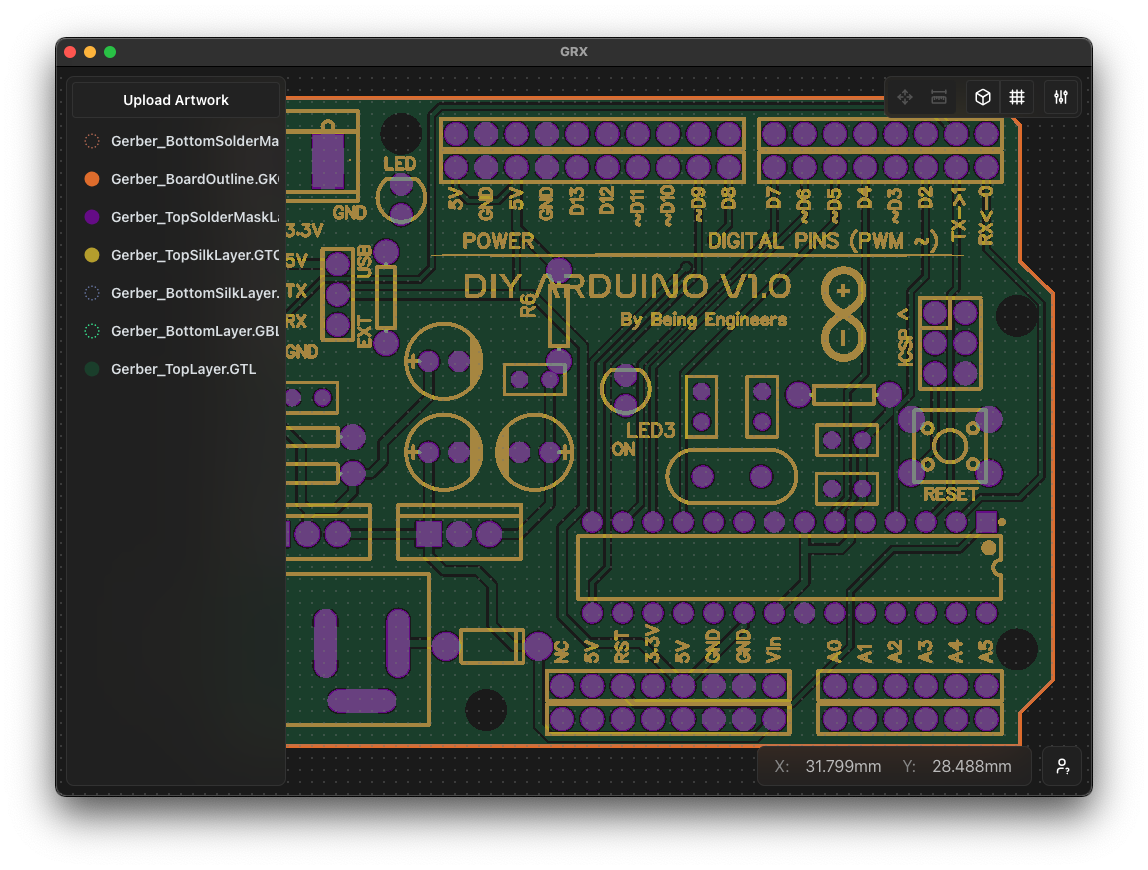 GRX
Upload Artwork
Gerber_BottomSolderMa
Gerber_BoardOutline.GK
Gerber_TopSolderMaskL
Gerber_TopSilkLayer.GTO
Gerber_BottomSilkLayer.
Gerber_BottomLayer.GBL
Gerber_TopLayer.GTL
LED
GND
3.3V
5V
TX
RX
GND
USB
EXT
5V GND 5V GND D13 D12 ~D11 ~D10 ~D9 D8
D7 ~D6 ~D5 D4 ~D3 D2 TX->1 RX<-0
POWER
DIGITAL PINS (PWM ~)
DIY ARDUINO V1.0
By Being Engineers
R6
+
−
ICSP <
+
LED3
ON
+
+
RESET
NC 5V RST 3.3V 5V GND GND Vin
A0 A1 A2 A3 A4 A5
X: 31.799mm Y: 28.488mm